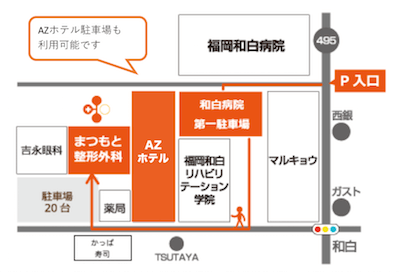 AZホテル駐車場も
利用可能です
福岡和白病院
495
P 入口
和白病院
第一駐車場
西銀
吉永眼科
まつもと
整形外科
AZ
ホテル
福岡和白
リハビリ
テーション
学院
マルキョウ
駐車場
20 台
薬局
ガスト
かっぱ
寿司
TSUTAYA
和白